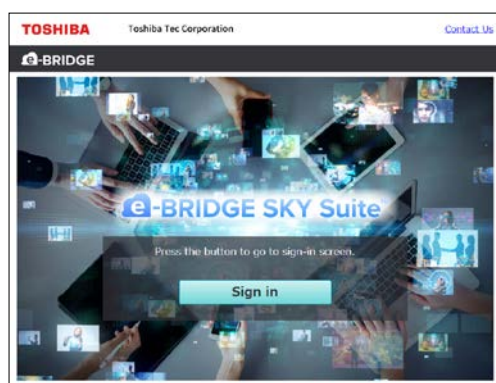 TOSHIBA Toshiba Tec Corporation Contact Us
e-BRIDGE
e-BRIDGE SKY Suite
Press the button to go to sign-in screen.
Sign in